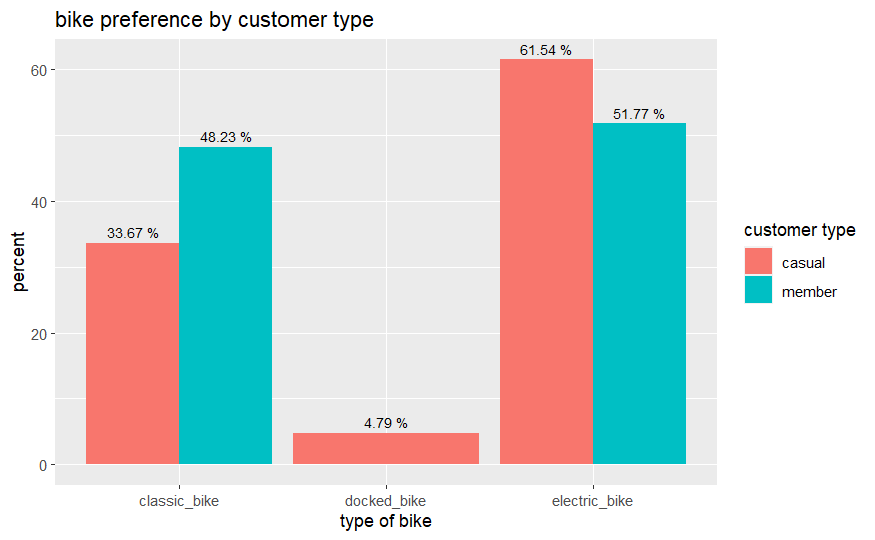 bike preference by customer type
61.54 %
60
51.77 %
48.23 %
40
33.67 %
20
4.79 %
0
percent
classic_bike
docked_bike
electric_bike
type of bike
customer type
casual
member